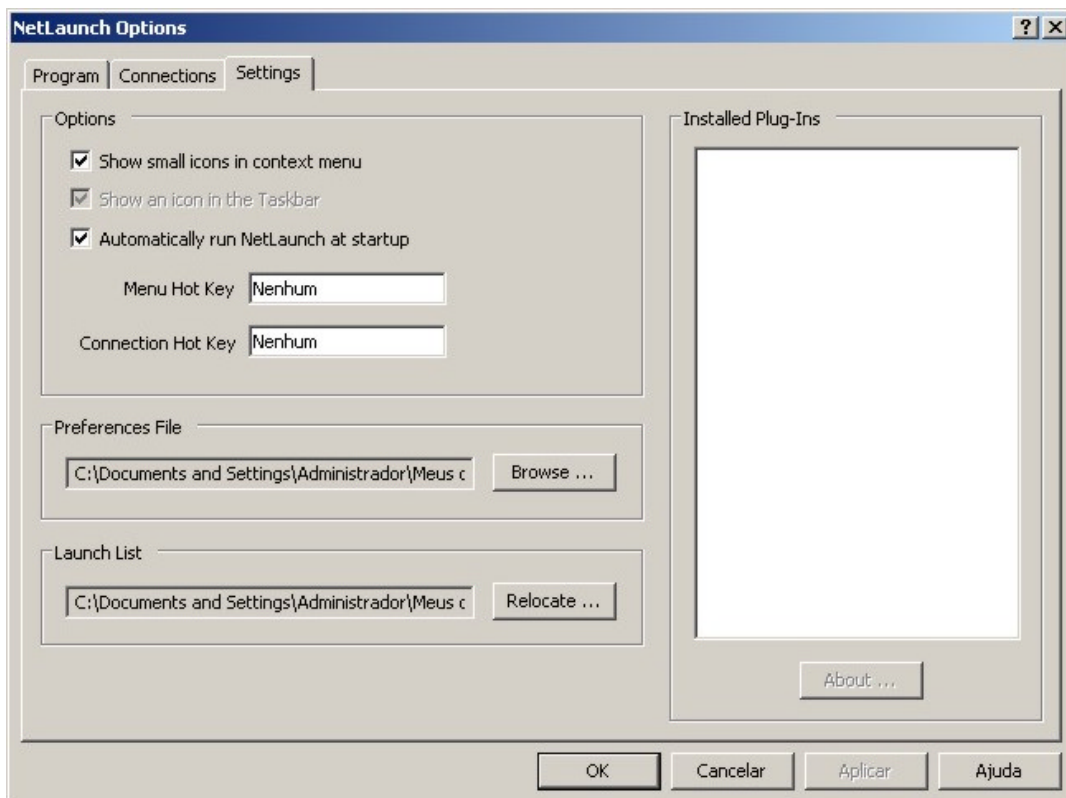 NetLaunch Options
Program
Connections
Settings
Options
Show small icons in context menu
Show an icon in the Taskbar
Automatically run NetLaunch at startup
Menu Hot Key Nenhum
Connection Hot Key Nenhum
Preferences File
C:\Documents and Settings\Administrador\Meus c
Browse ...
Launch List
C:\Documents and Settings\Administrador\Meus c
Relocate ...
Installed Plug-Ins
About ...
OK
Cancelar
Aplicar
Ajuda